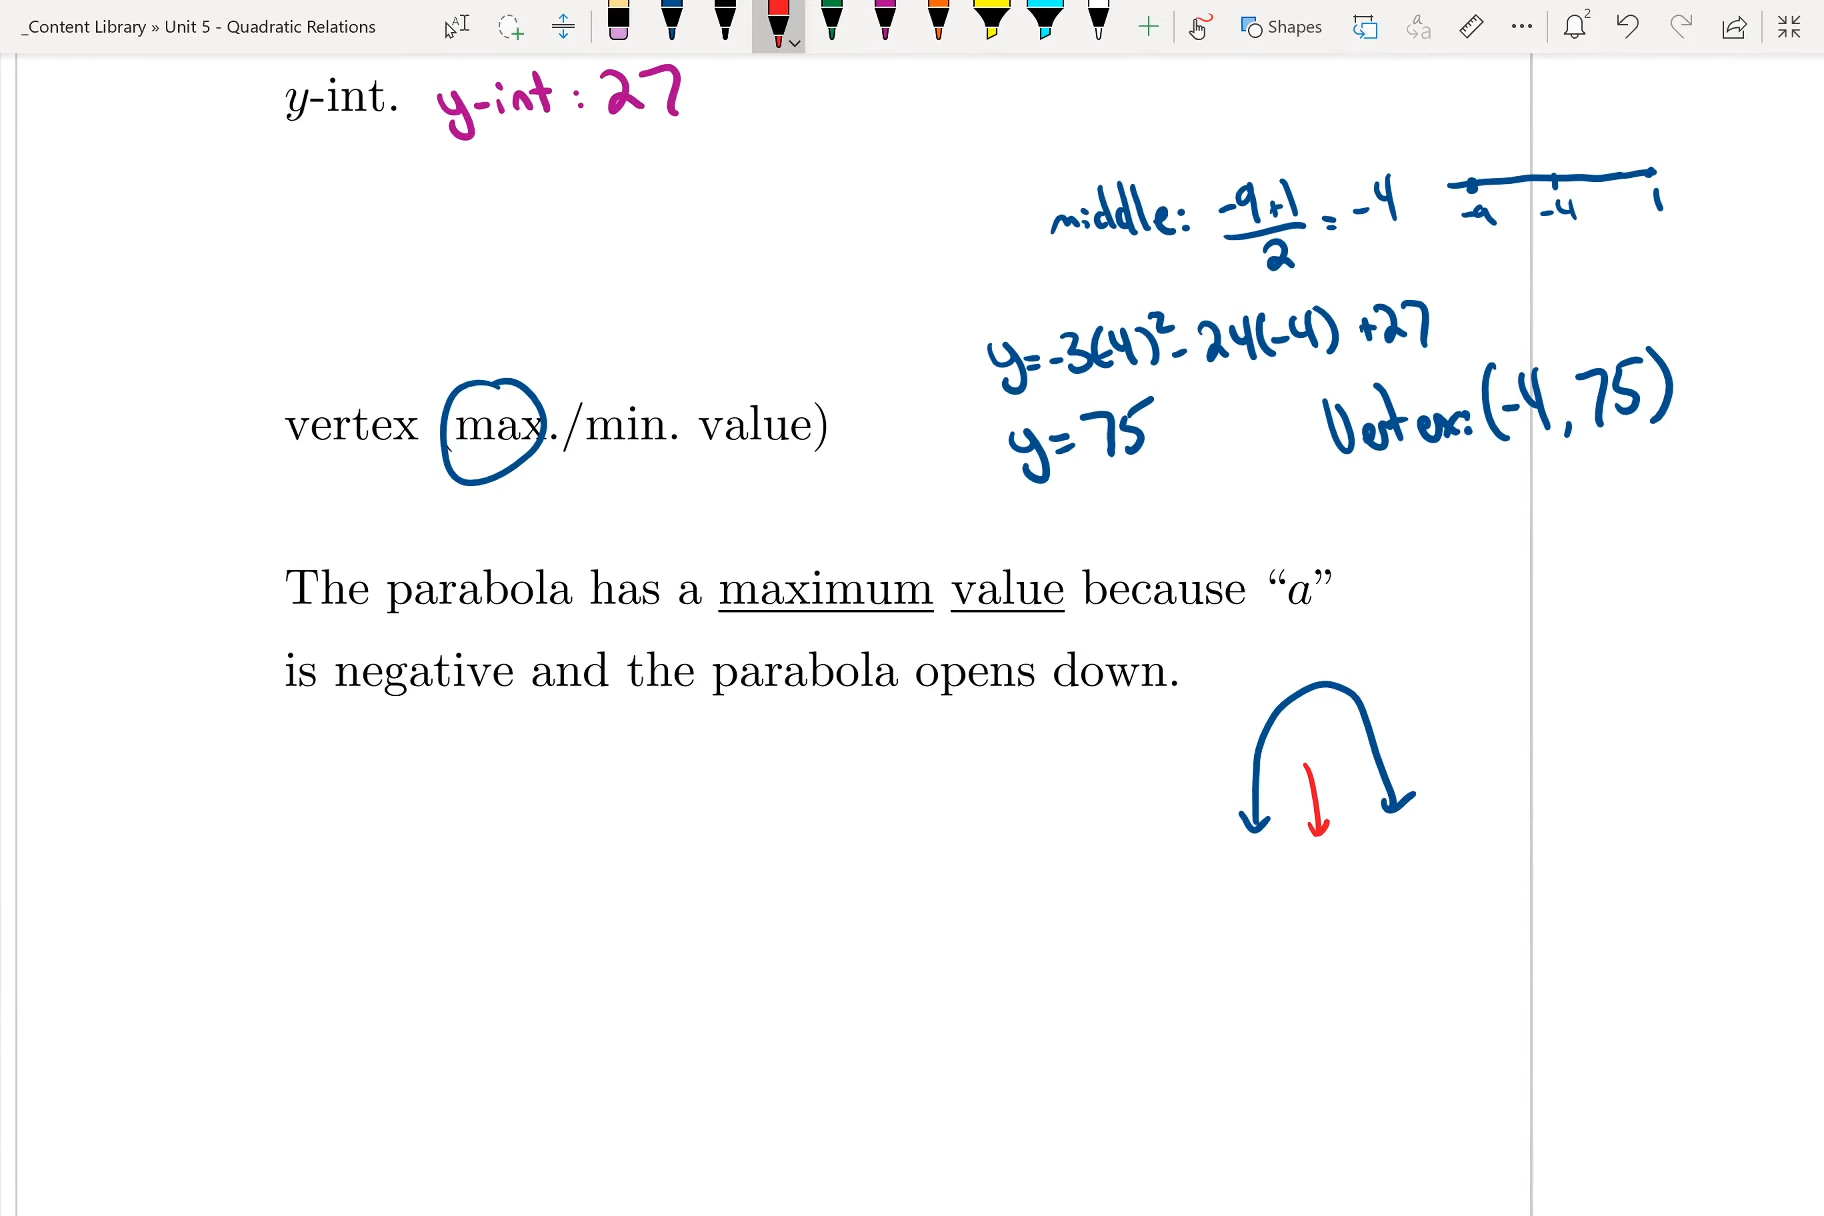 _Content Library » Unit 5 - Quadratic Relations
Shapes
2
y-int. y-int : 27
middle: -9+1/2 = -4
-9 -4 1
y=-3(-4)²-24(-4) +27
vertex (max./min. value)
y=75
Vertex: (-4, 75)
The parabola has a maximum value because “a”
is negative and the parabola opens down.